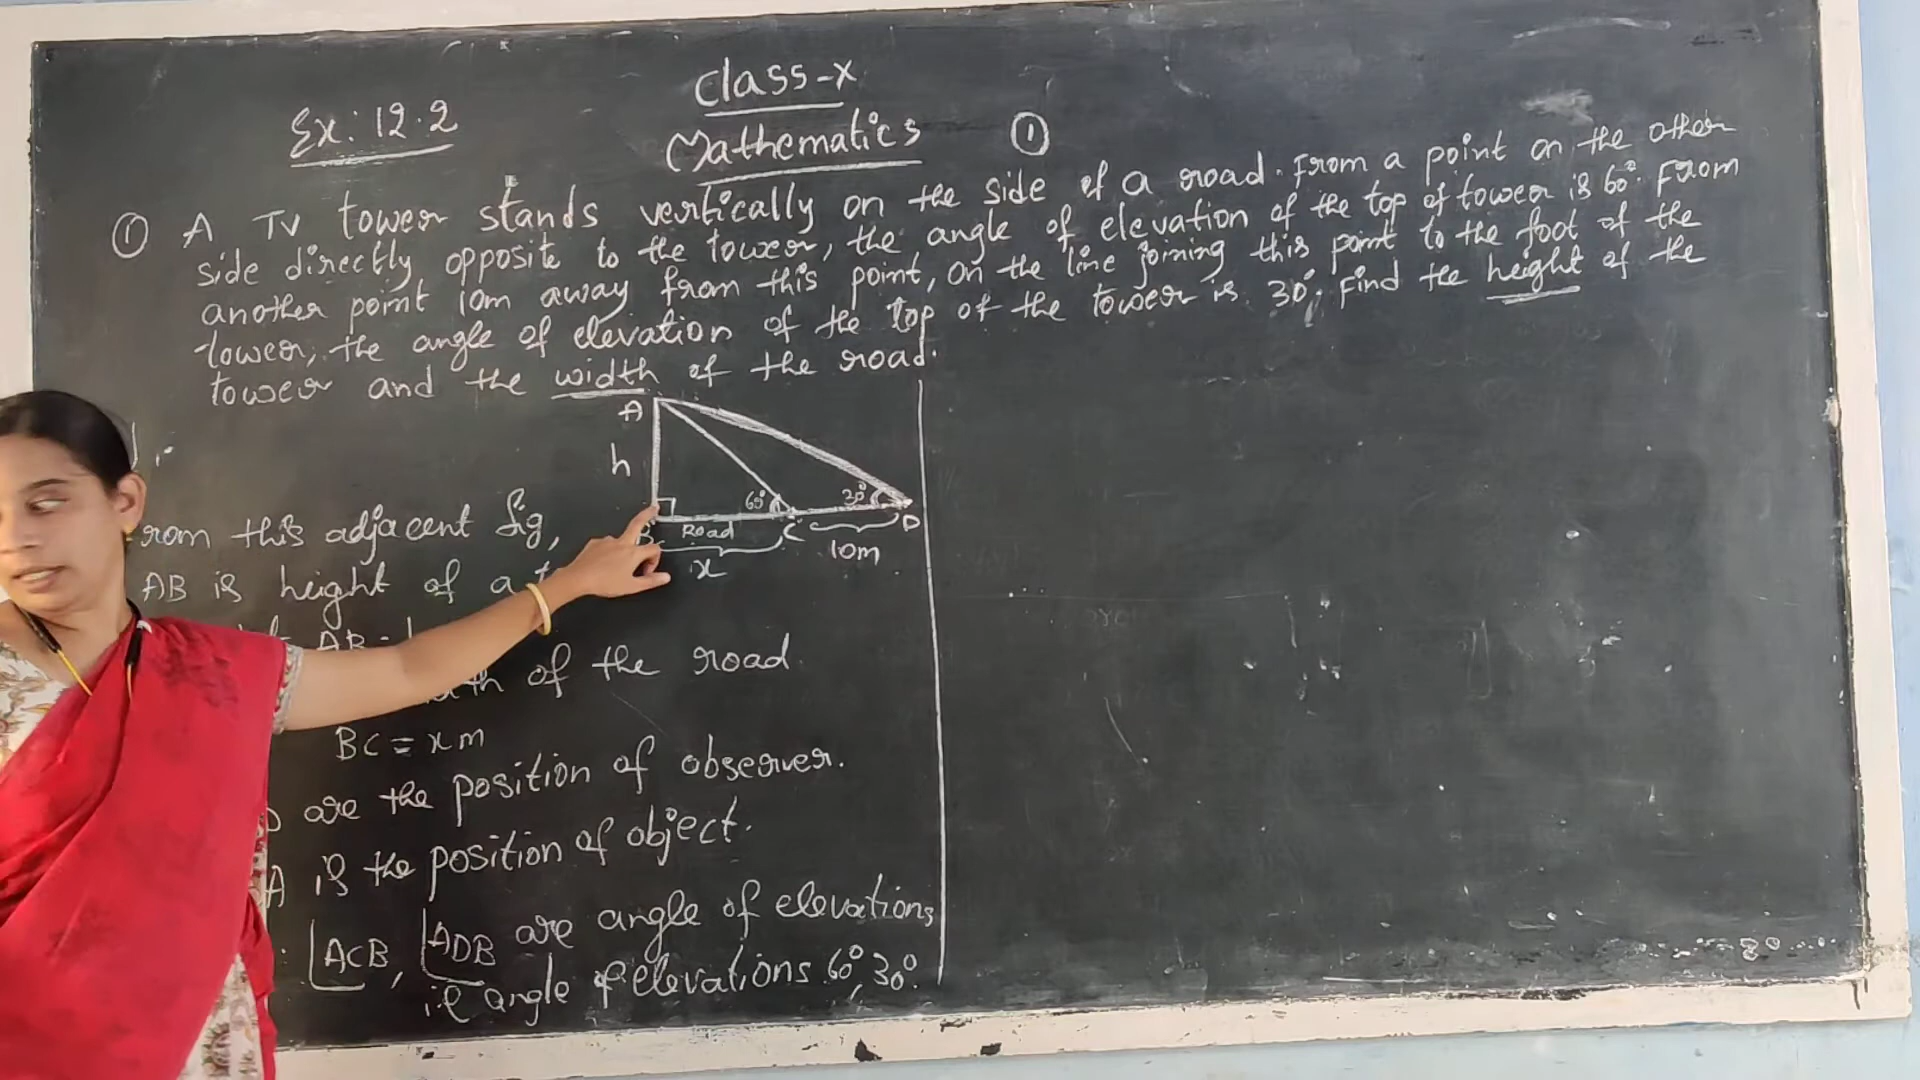 Class-X
Ex: 12.2
Mathematics
①
① A TV tower stands vertically on the side of a road. From a point on the other
side directly opposite to the tower, the angle of elevation of the top of tower is 60°. From
another point 10m away from this point, on the line joining this point to the foot of the
tower, the angle of elevation of the top of the tower is 30°. Find the height of the
tower and the width of the road.
A
h
60°
30°
B
Road
C
D
x
10m
rom this adjacent fig,
AB is height of a
AB =
of the road.
BC = x m
D are the position of observer.
A is the position of object.
∠ACB, ∠ADB are angle of elevations
i.e angle of elevations 60°, 30°.